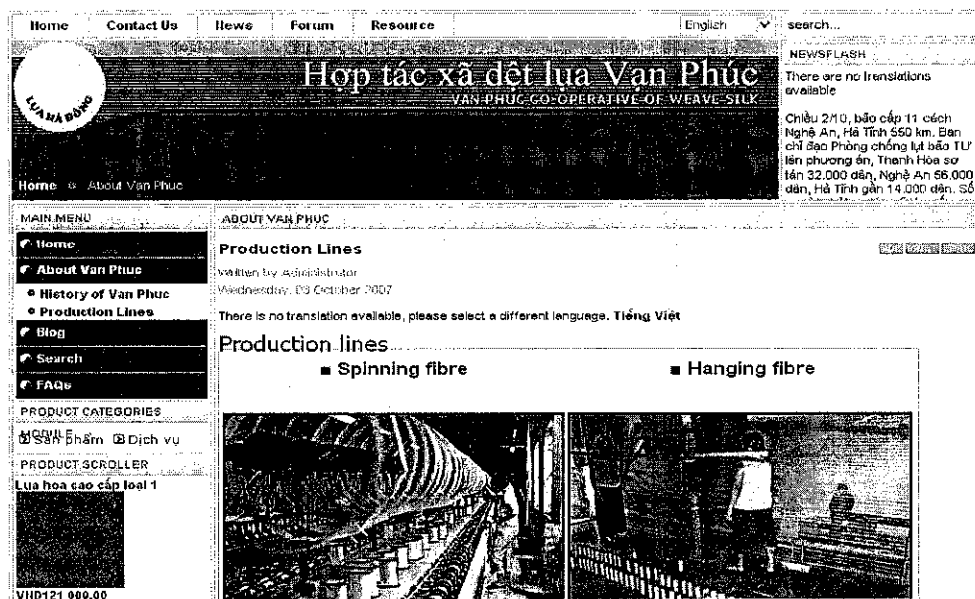 Home Contact Us News Forum Resource English search...
LỤA HÀ ĐÔNG
Hợp tác xã dệt lụa Vạn Phúc
VAN PHUC CO-OPERATIVE OF WEAVE SILK
Home About Van Phuc
NEWSFLASH
There are no translations
available
Chiều 2/10, bão cấp 11 cách
Nghệ An, Hà Tĩnh 550 km. Ban
chỉ đạo Phòng chống lụt bão TƯ
lên phương án, Thanh Hóa sơ
tán 32.000 dân, Nghệ An 56.000
dân, Hà Tĩnh gần 14.000 dân. Số
MAIN MENU
Home
About Van Phuc
History of Van Phuc
Production Lines
Blog
Search
FAQs
PRODUCT CATEGORIES
MODULE
Sản phẩm Dịch vụ
PRODUCT SCROLLER
Lụa hoa cao cấp loại 1
VND121 000.00
ABOUT VAN PHUC
Production Lines
Written by Administrator
Wednesday, 03 October 2007
There is no translation available, please select a different language. Tiếng Việt
Production lines
Spinning fibre Hanging fibre